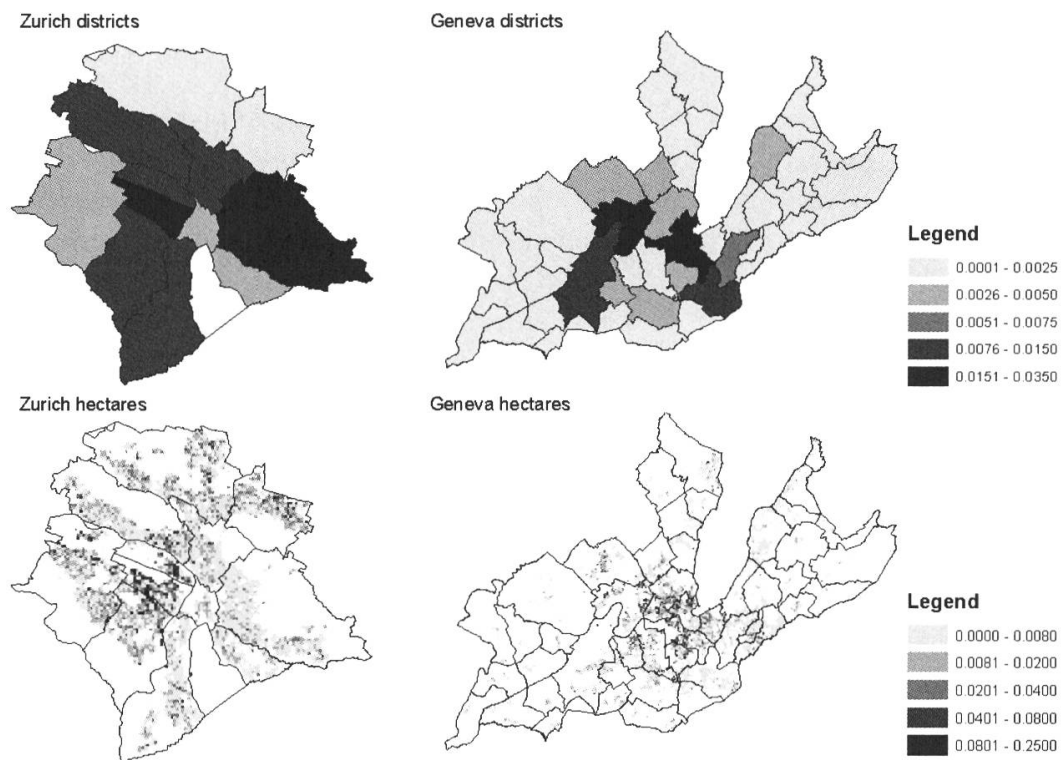 Zurich districts
Geneva districts
Legend
0.0001 - 0.0025
0.0026 - 0.0050
0.0051 - 0.0075
0.0076 - 0.0150
0.0151 - 0.0350
Zurich hectares
Geneva hectares
Legend
0.0000 - 0.0080
0.0081 - 0.0200
0.0201 - 0.0400
0.0401 - 0.0800
0.0801 - 0.2500